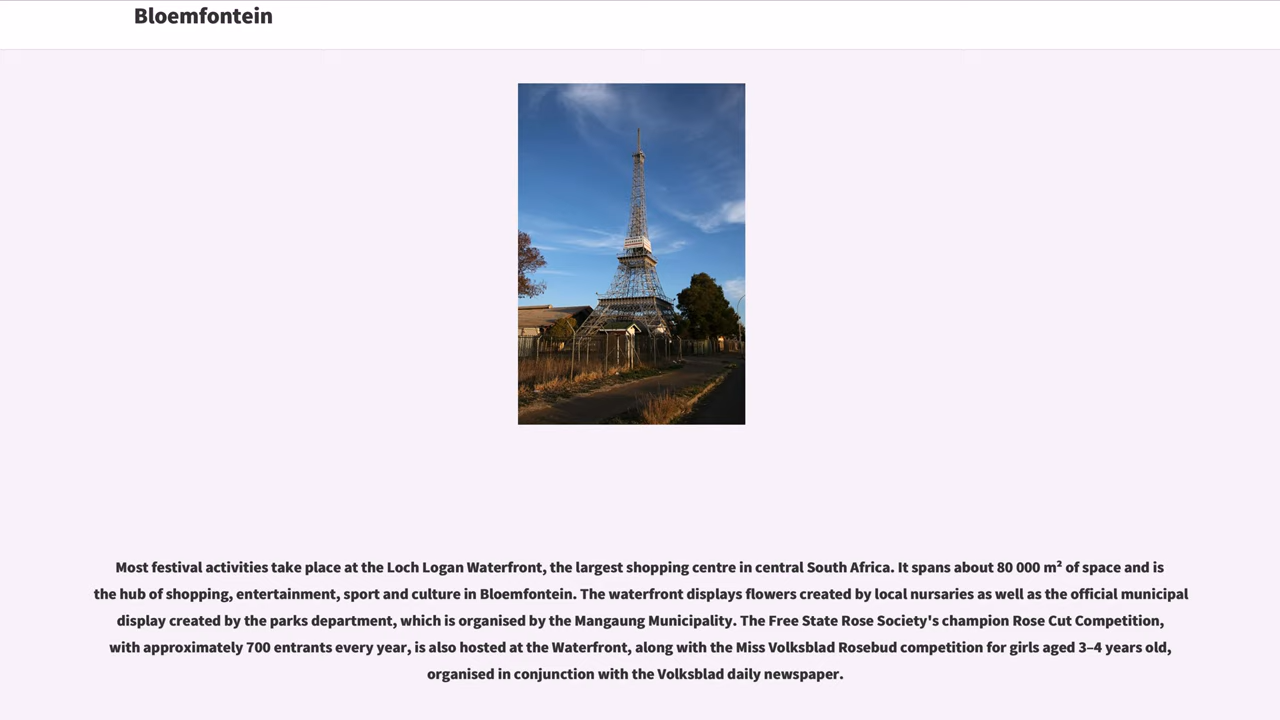 Bloemfontein
Most festival activities take place at the Loch Logan Waterfront, the largest shopping centre in central South Africa. It spans about 80 000 m² of space and is
the hub of shopping, entertainment, sport and culture in Bloemfontein. The waterfront displays flowers created by local nursaries as well as the official municipal
display created by the parks department, which is organised by the Mangaung Municipality. The Free State Rose Society's champion Rose Cut Competition,
with approximately 700 entrants every year, is also hosted at the Waterfront, along with the Miss Volksblad Rosebud competition for girls aged 3–4 years old,
organised in conjunction with the Volksblad daily newspaper.